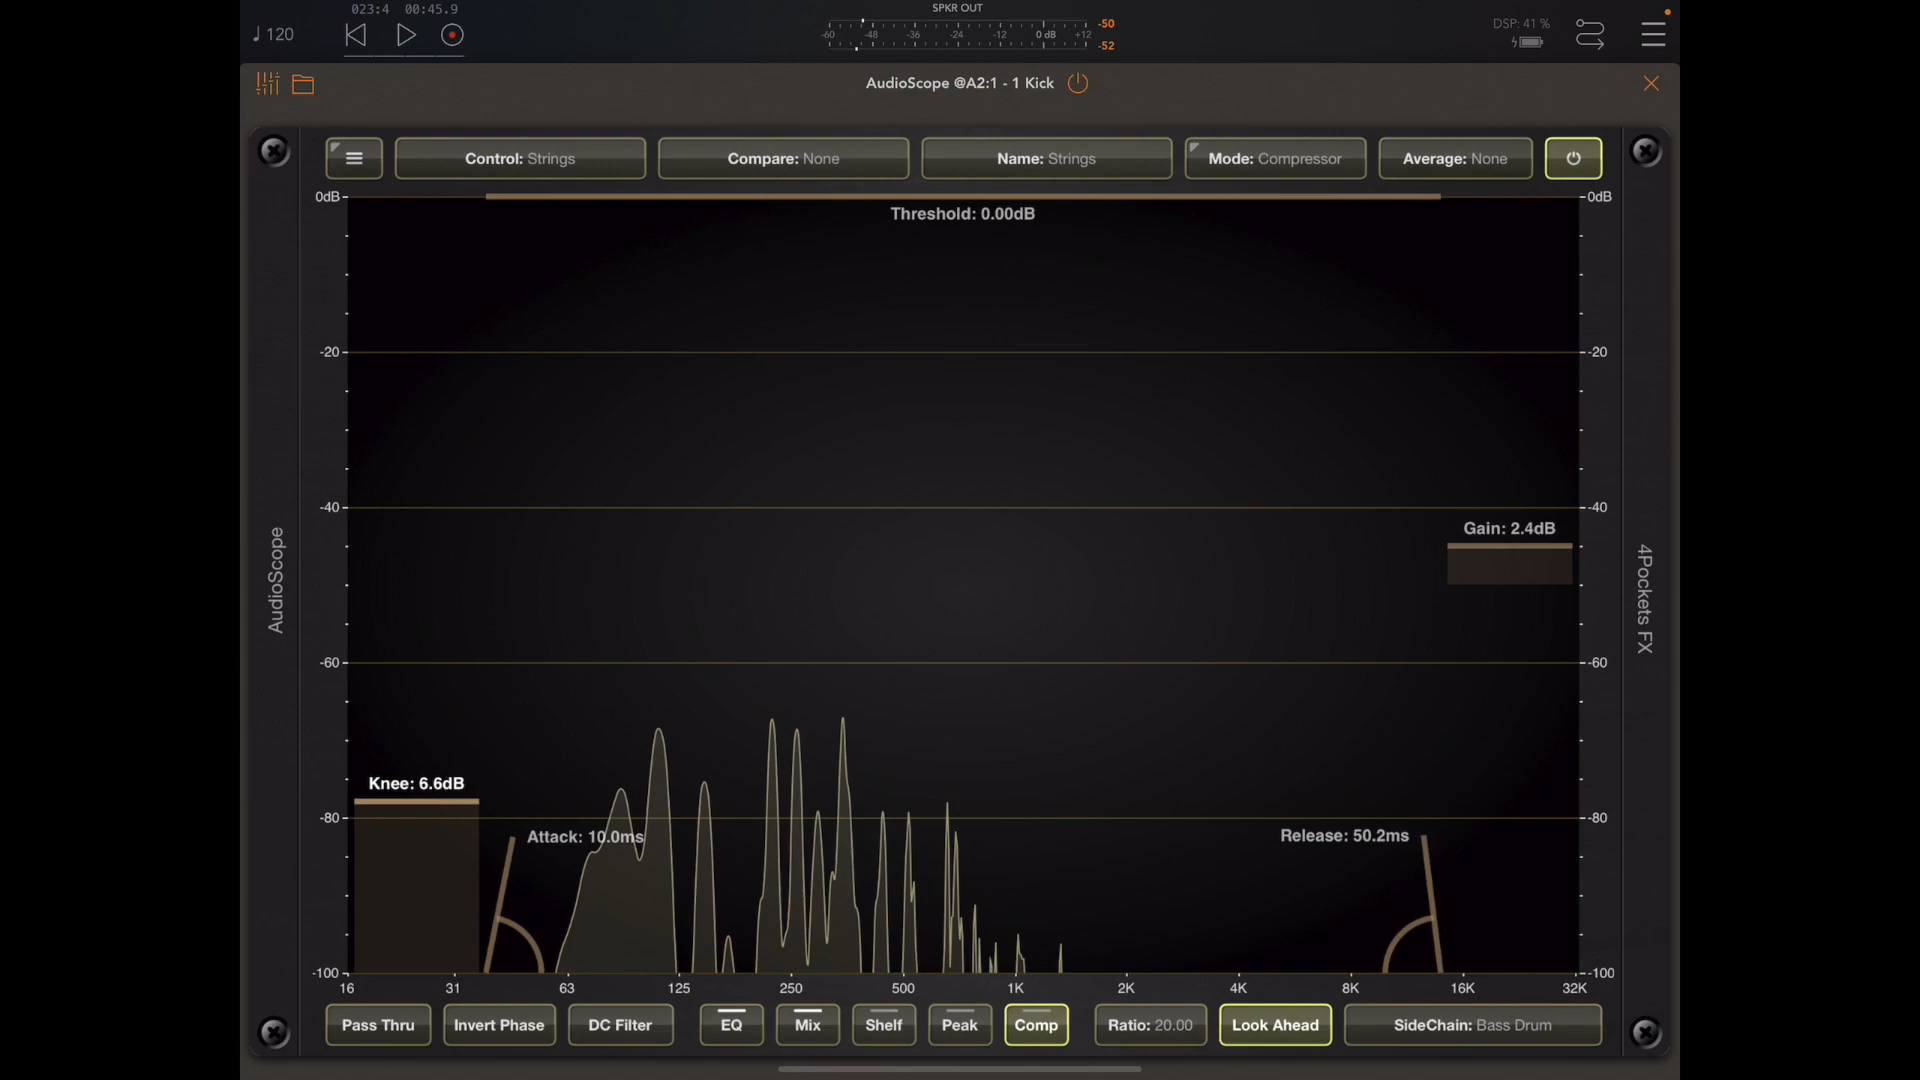 ♩120
023:4 00:45.9
SPKR OUT
-60 -48 -36 -24 -12 0 dB +12
-50
-52
DSP: 41 %
AudioScope @A2:1 - 1 Kick
Control: Strings
Compare: None
Name: Strings
Mode: Compressor
Average: None
0dB
0dB
Threshold: 0.00dB
-20
-20
-40
-40
Gain: 2.4dB
AudioScope
4Pockets FX
-60
-60
Knee: 6.6dB
-80
-80
Attack: 10.0ms
Release: 50.2ms
-100
-100
16 31 63 125 250 500 1K 2K 4K 8K 16K 32K
Pass Thru
Invert Phase
DC Filter
EQ
Mix
Shelf
Peak
Comp
Ratio: 20.00
Look Ahead
SideChain: Bass Drum